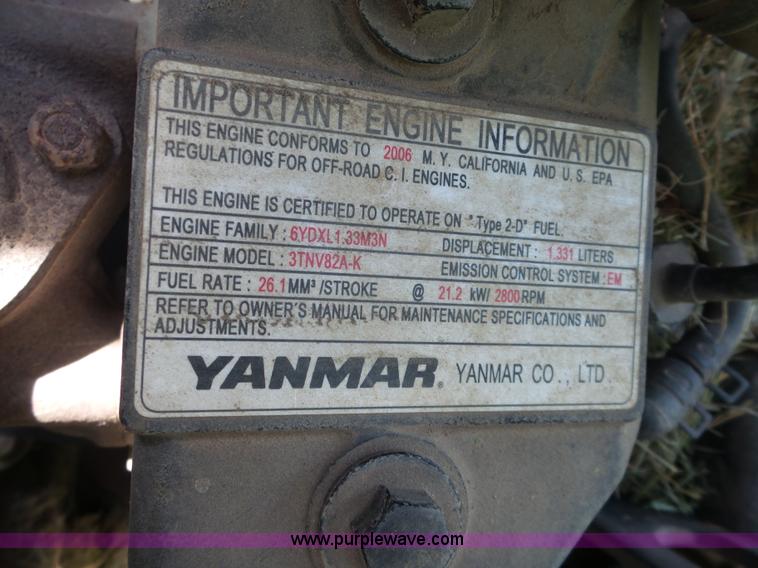 IMPORTANT ENGINE INFORMATION
THIS ENGINE CONFORMS TO 2006 M.Y. CALIFORNIA AND U.S. EPA
REGULATIONS FOR OFF-ROAD C.I. ENGINES.
THIS ENGINE IS CERTIFIED TO OPERATE ON "Type 2-D" FUEL.
ENGINE FAMILY : 6YDXL1.33M3N DISPLACEMENT : 1.331 LITERS
ENGINE MODEL : 3TNV82A-K EMISSION CONTROL SYSTEM : EM
FUEL RATE : 26.1 MM³/STROKE @ 21.2 kW/ 2800 RPM
REFER TO OWNER'S MANUAL FOR MAINTENANCE SPECIFICATIONS AND
ADJUSTMENTS.
YANMAR. YANMAR CO., LTD.
www.purplewave.com